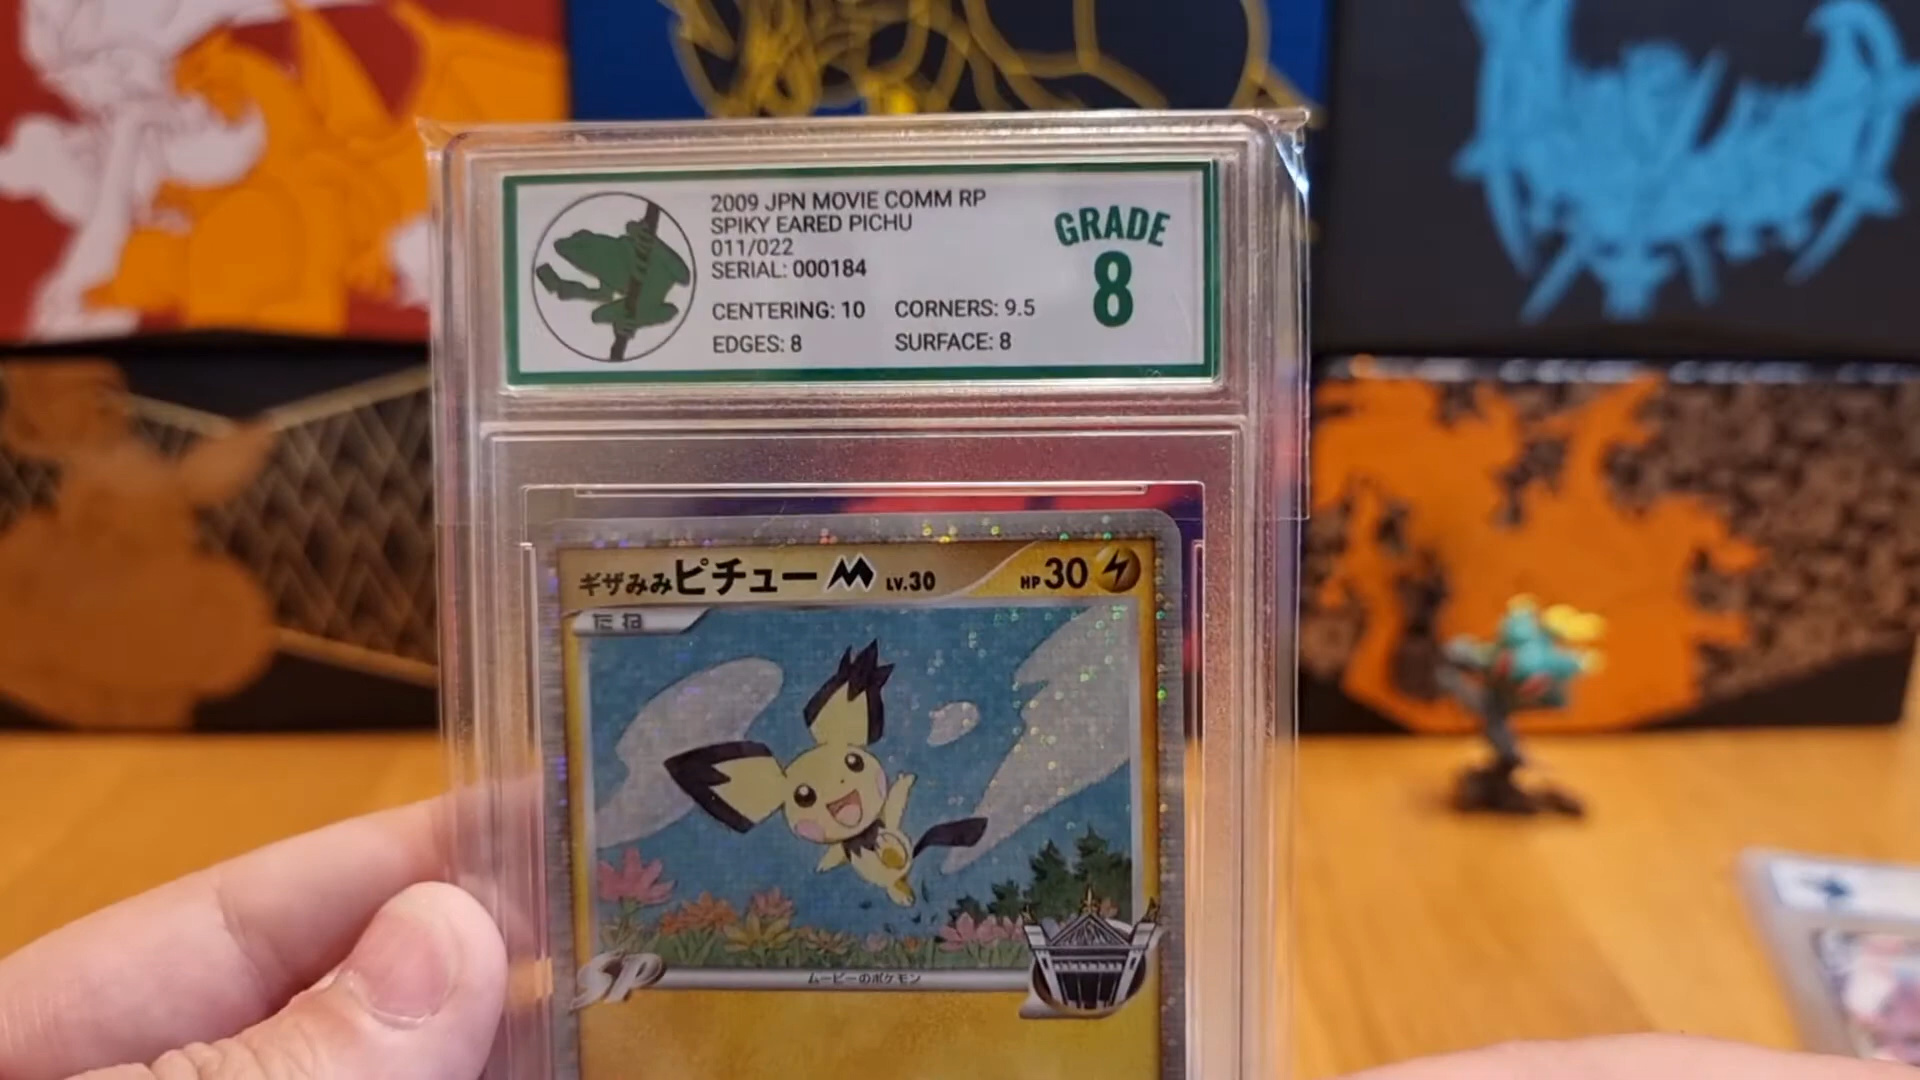 2009 JPN MOVIE COMM RP
SPIKY EARED PICHU
011/022
SERIAL: 000184
CENTERING: 10 CORNERS: 9.5
EDGES: 8 SURFACE: 8
GRADE
8
ギザみみピチュー M LV.30 HP 30
たね
SP
ムービーのポケモン